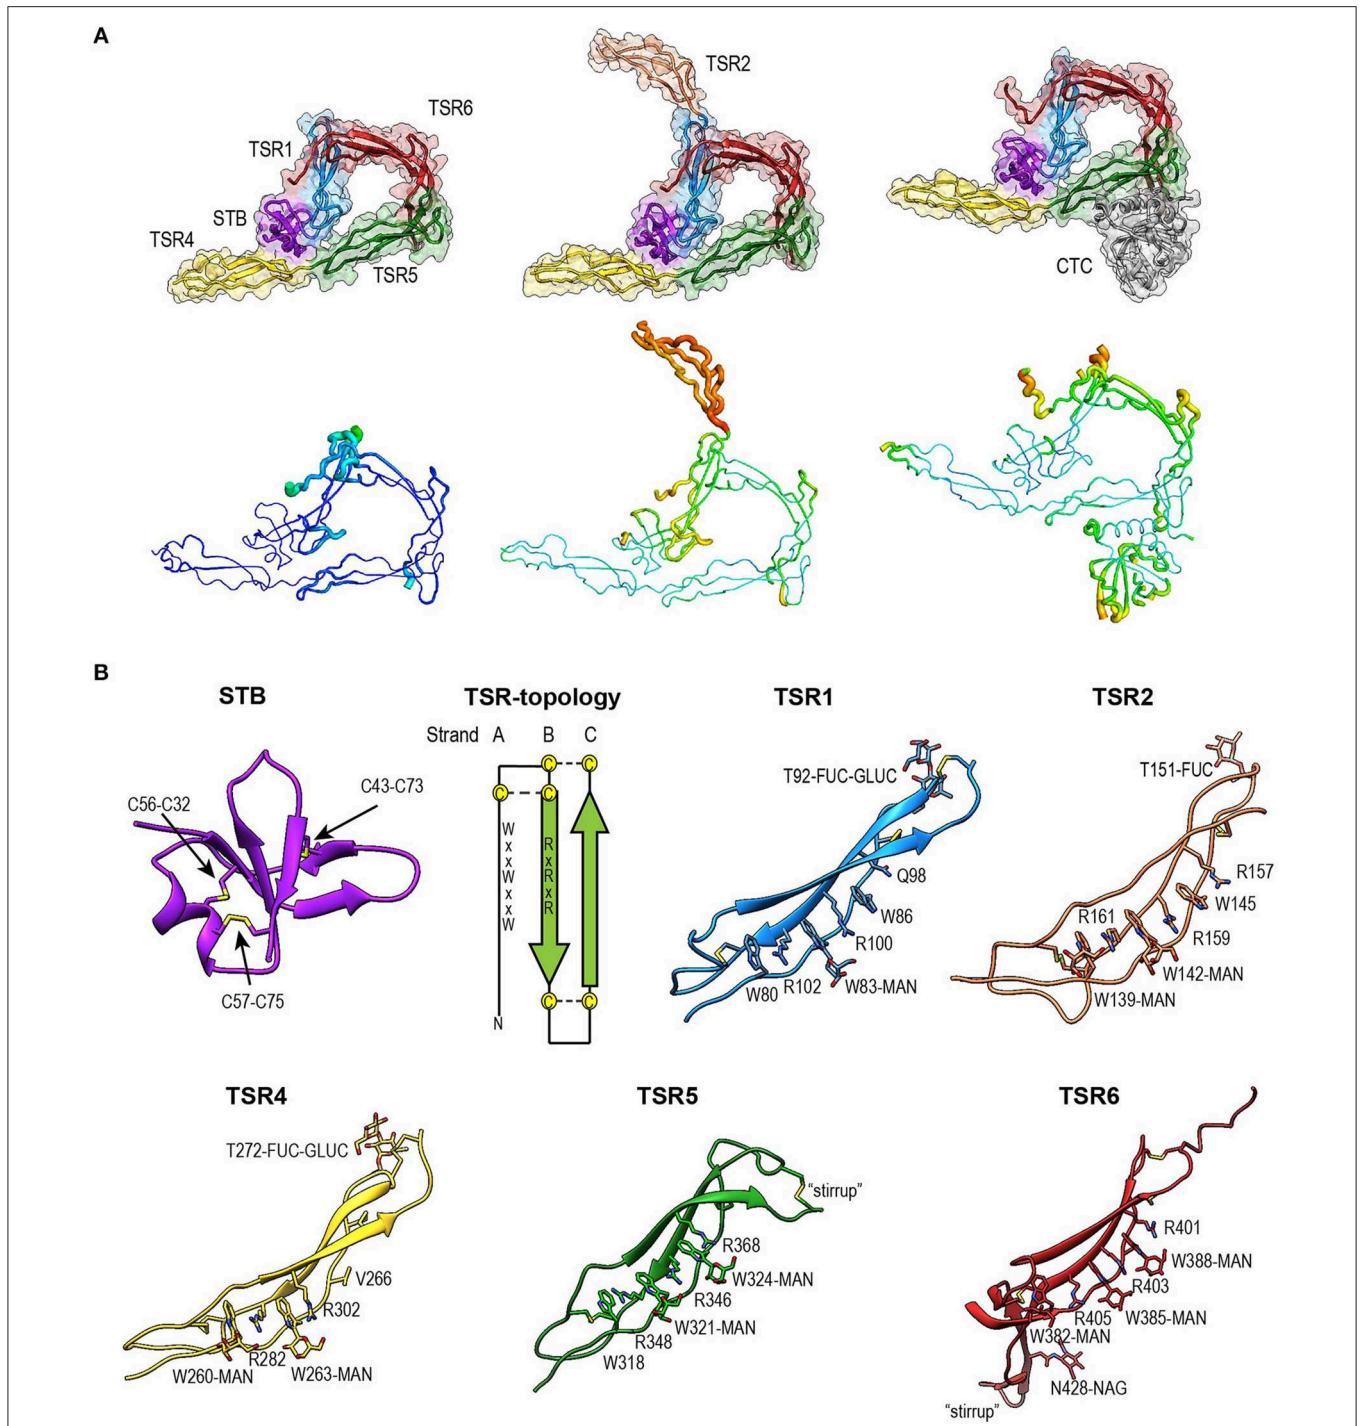 A
TSR2
TSR6
TSR1
STB
TSR4
TSR5
CTC
B
STB
TSR-topology
TSR1
TSR2
Strand A B C
C C
C C
W
x
x
W
x
x
W
R
x
R
x
R
C C
N
C56-C32
C43-C73
C57-C75
T92-FUC-GLUC
Q98
W86
R100
W80 R102 W83-MAN
T151-FUC
R157
W145
R161
R159
W142-MAN
W139-MAN
TSR4
TSR5
TSR6
T272-FUC-GLUC
V266
R302
R282
W260-MAN W263-MAN
“stirrup”
R368
W324-MAN
R346
W321-MAN
R348
W318
R401
W388-MAN
R403
R405 W385-MAN
W382-MAN
N428-NAG
“stirrup”